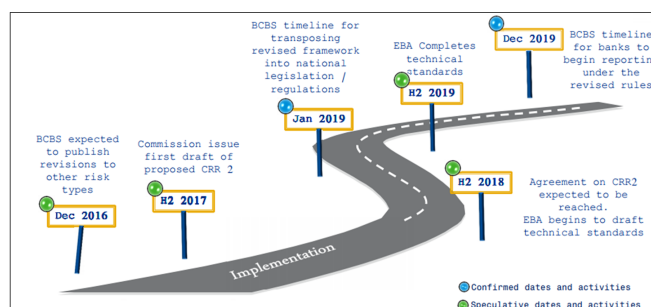 BCBS expected
to publish
revisions to
other risk
types
Dec 2016
Commission issue
first draft of
proposed CRR 2
H2 2017
BCBS timeline for
transposing
revised framework
into national
legislation /
regulations
Jan 2019
EBA Completes
technical
standards
H2 2019
Dec 2019
BCBS timeline
for banks to
begin reporting
under the
revised rules
H2 2018
Agreement on CRR2
expected to be
reached.
EBA begins to draft
technical standards
Implementation
Confirmed dates and activities
Speculative dates and activities